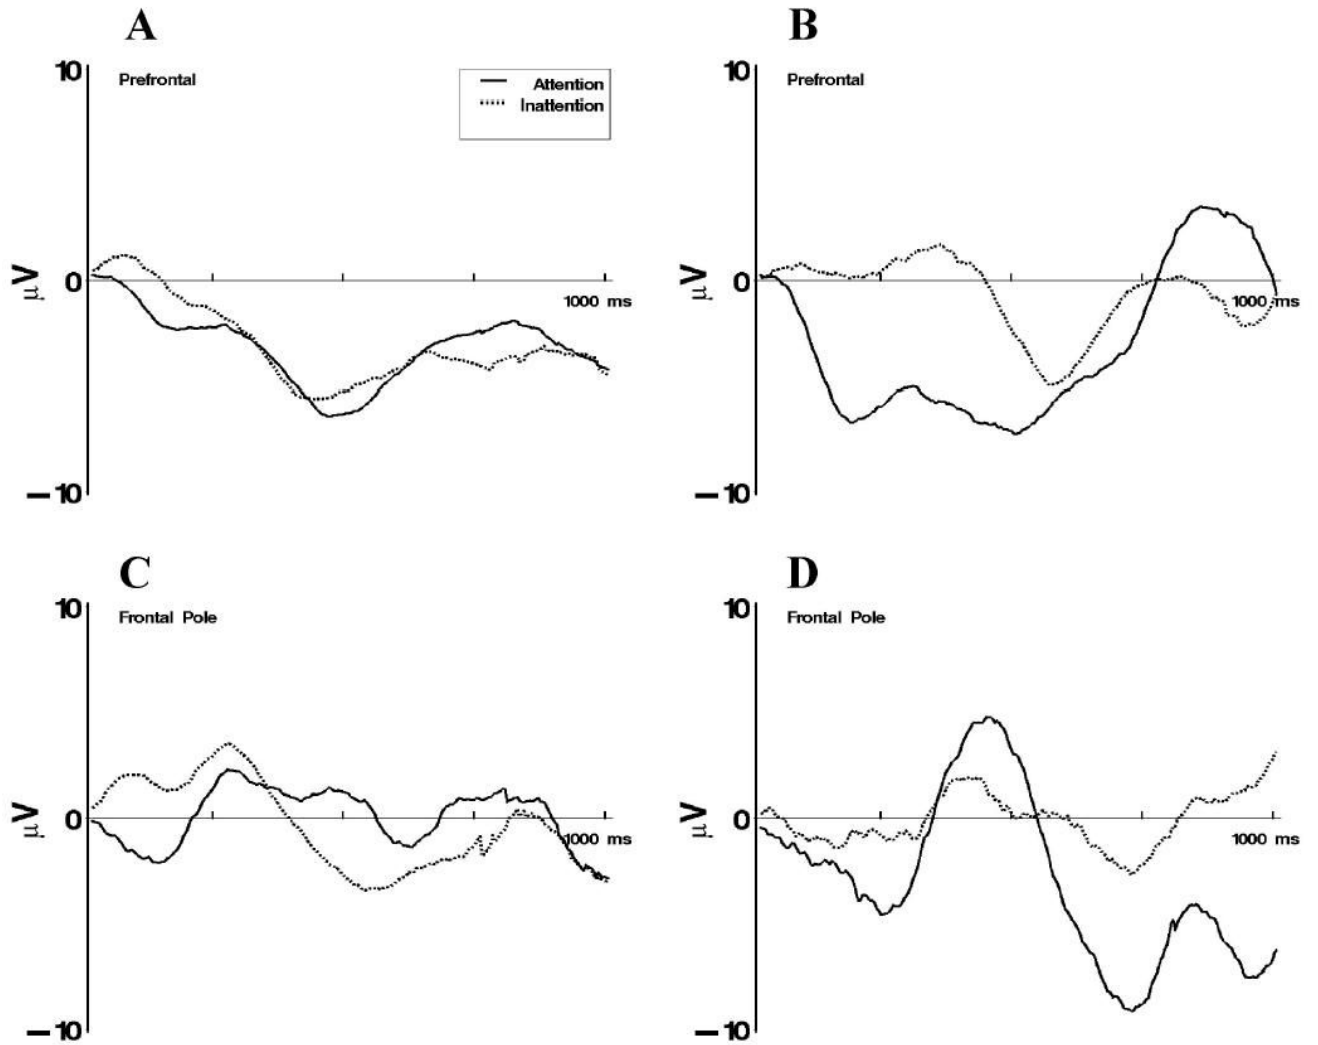 A
10
Prefrontal
Attention
Inattention
μV
0
1000 ms
−10
B
10
Prefrontal
μV
0
1000 ms
−10
C
10
Frontal Pole
μV
0
1000 ms
−10
D
10
Frontal Pole
μV
0
1000 ms
−10